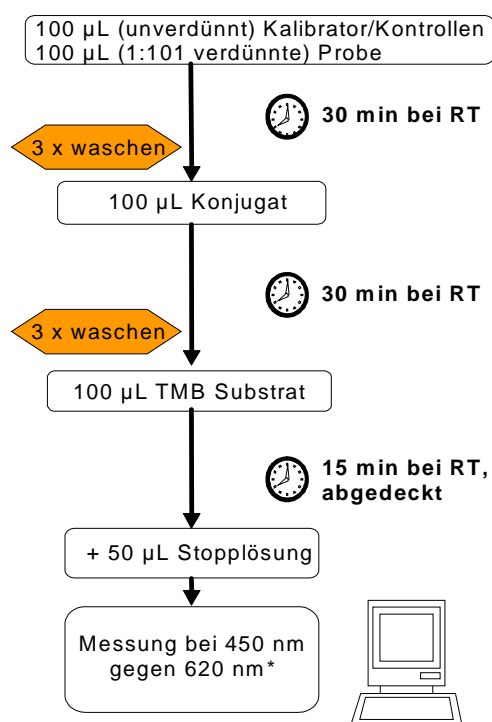 100 µL (unverdünnt) Kalibrator/Kontrollen
100 µL (1:101 verdünnte) Probe
30 min bei RT
3 x waschen
100 µL Konjugat
30 min bei RT
3 x waschen
100 µL TMB Substrat
15 min bei RT,
abgedeckt
+ 50 µL Stopplösung
Messung bei 450 nm
gegen 620 nm*